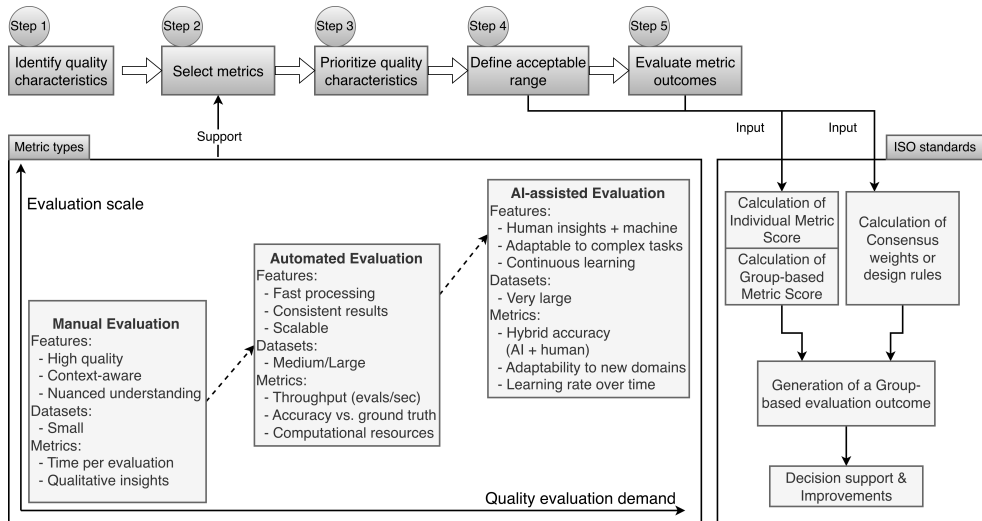 Step 1
Step 2
Step 3
Step 4
Step 5
Identify quality
characteristics
Select metrics
Prioritize quality
characteristics
Define acceptable
range
Evaluate metric
outcomes
Support
Input
Input
Metric types
ISO standards
Evaluation scale
Manual Evaluation
Features:
- High quality
- Context-aware
- Nuanced understanding
Datasets:
- Small
Metrics:
- Time per evaluation
- Qualitative insights
Automated Evaluation
Features:
- Fast processing
- Consistent results
- Scalable
Datasets:
- Medium/Large
Metrics:
- Throughput (evals/sec)
- Accuracy vs. ground truth
- Computational resources
AI-assisted Evaluation
Features:
- Human insights + machine
- Adaptable to complex tasks
- Continuous learning
Datasets:
- Very large
Metrics:
- Hybrid accuracy
(AI + human)
- Adaptability to new domains
- Learning rate over time
Quality evaluation demand
Calculation of
Individual Metric
Score
Calculation of
Group-based
Metric Score
Calculation of
Consensus
weights or
design rules
Generation of a Group-
based evaluation outcome
Decision support &
Improvements